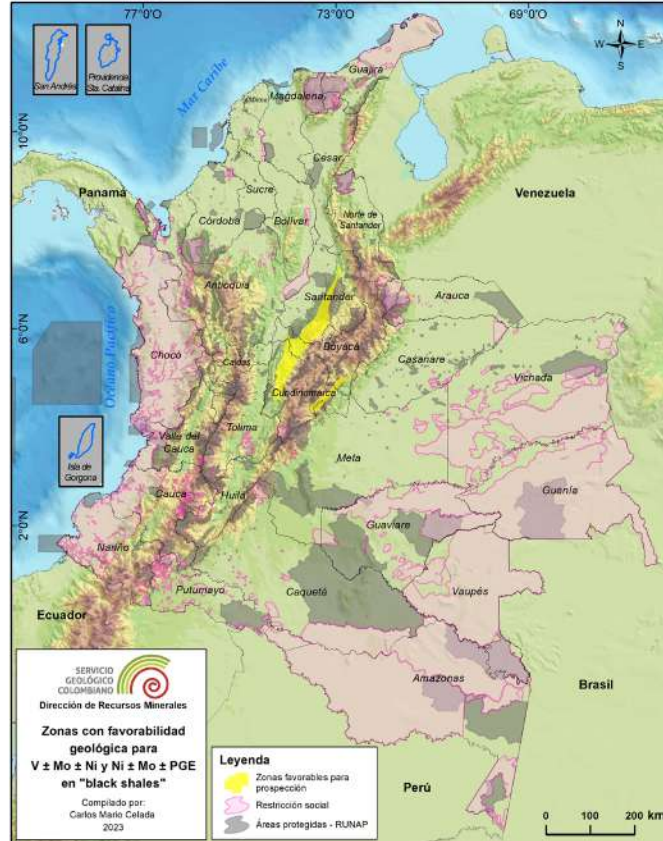 77°0'O
73°0'O
69°0'O
N
W E
S
San Andrés
Providencia
Sta. Catalina
Mar Caribe
Guajira
Magdalena
10°0'N
Cesar
Panamá
Sucre
Venezuela
Córdoba
Bolívar
Norte de
Santander
Antioquia
Santander
Arauca
6°0'N
Océano Pacífico
Chocó
Boyacá
Caldas
Casanare
Vichada
Cundinamarca
Tolima
Valle del
Cauca
Isla de
Gorgona
Meta
Cauca
Huila
Guanía
2°0'N
Guaviare
Nariño
Putumayo
Caquetá
Vaupés
Ecuador
Amazonas
Brasil
Perú
SERVICIO
GEOLÓGICO
COLOMBIANO
Dirección de Recursos Minerales
Zonas con favorabilidad
geológica para
V ± Mo ± Ni y Ni ± Mo ± PGE
en "black shales"
Compilado por:
Carlos Mario Celada
2023
Leyenda
Zonas favorables para
prospección
Restricción social
Áreas protegidas - RUNAP
0 100 200 km